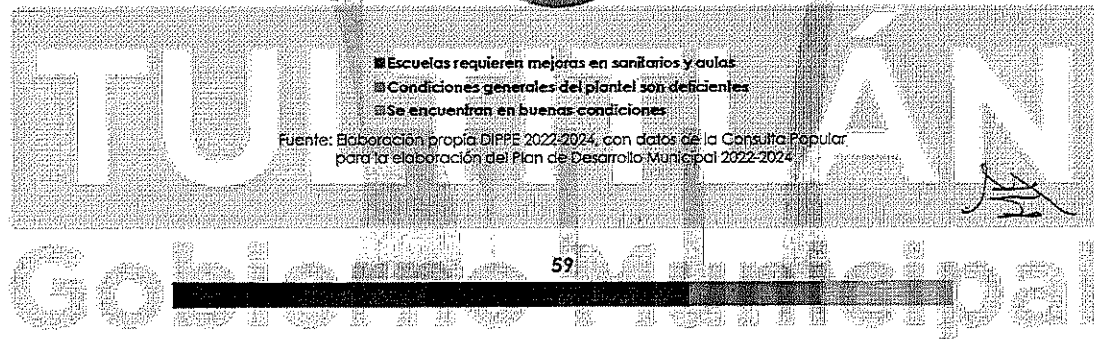 TULTITLÁN
Escuelas requieren mejoras en sanitarios y aulas
Condiciones generales del plantel son deficientes
Se encuentran en buenas condiciones
Fuente: Elaboración propia DIPPE 2022-2024, con datos de la Consulta Popular
para la elaboración del Plan de Desarrollo Municipal 2022-2024
59
Gobierno Municipal